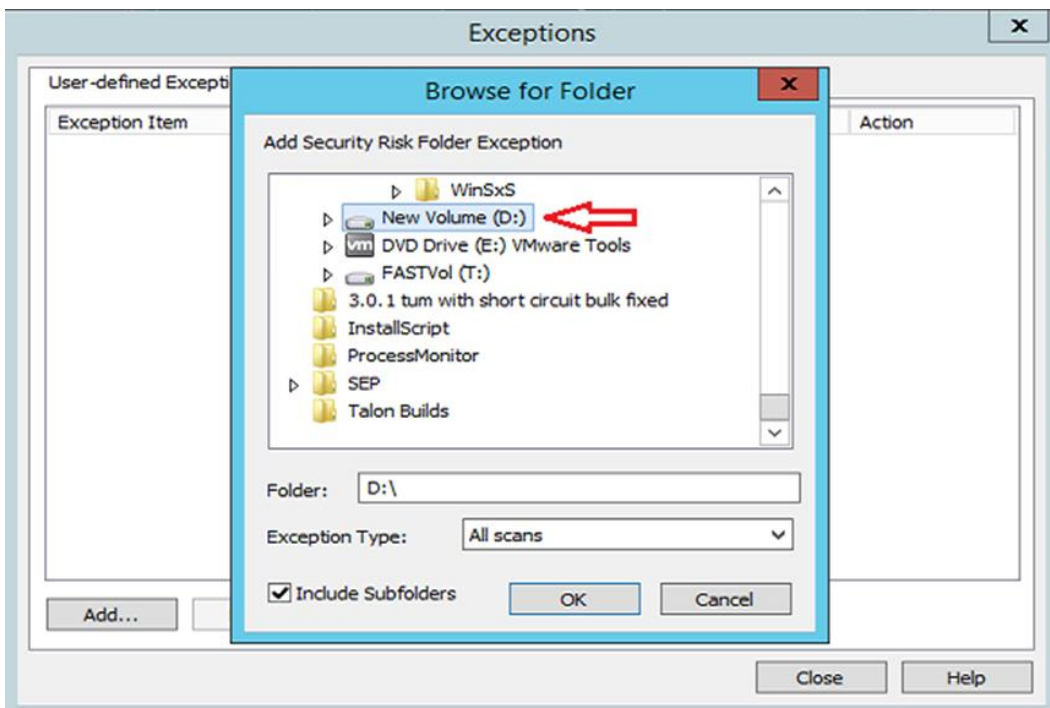 Exceptions
x
User-defined Excepti
Exception Item
Action
Browse for Folder
x
Add Security Risk Folder Exception
WinSxS
New Volume (D:)
vm DVD Drive (E:) VMware Tools
FASTVol (T:)
3.0.1 tum with short circuit bulk fixed
InstallScript
ProcessMonitor
SEP
Talon Builds
Folder: D:\
Exception Type: All scans
Include Subfolders OK Cancel
Add...
Close Help